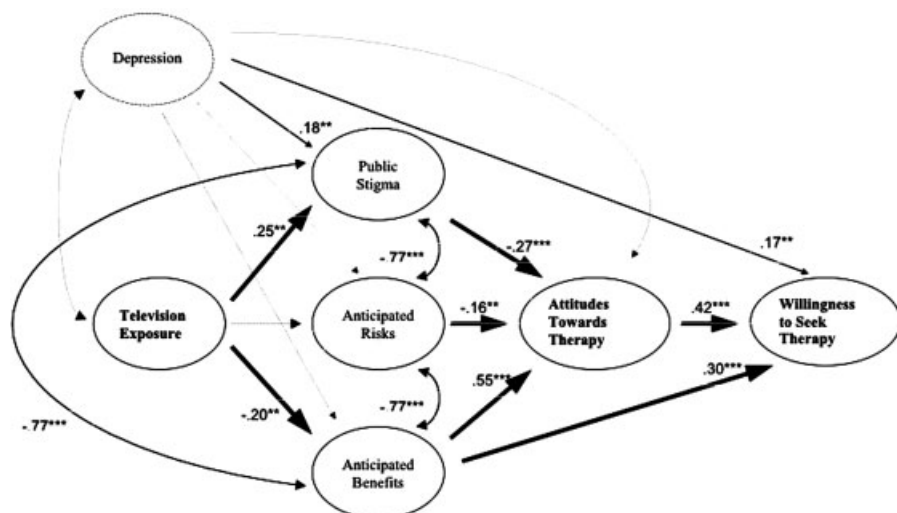 Depression
.18**
Public
Stigma
.25**
-.77***
-.27***
.17**
Television
Exposure
Anticipated
Risks
-.16**
Attitudes
Towards
Therapy
.42***
Willingness
to Seek
Therapy
-.20**
-.77***
.55***
.30***
-.77***
Anticipated
Benefits